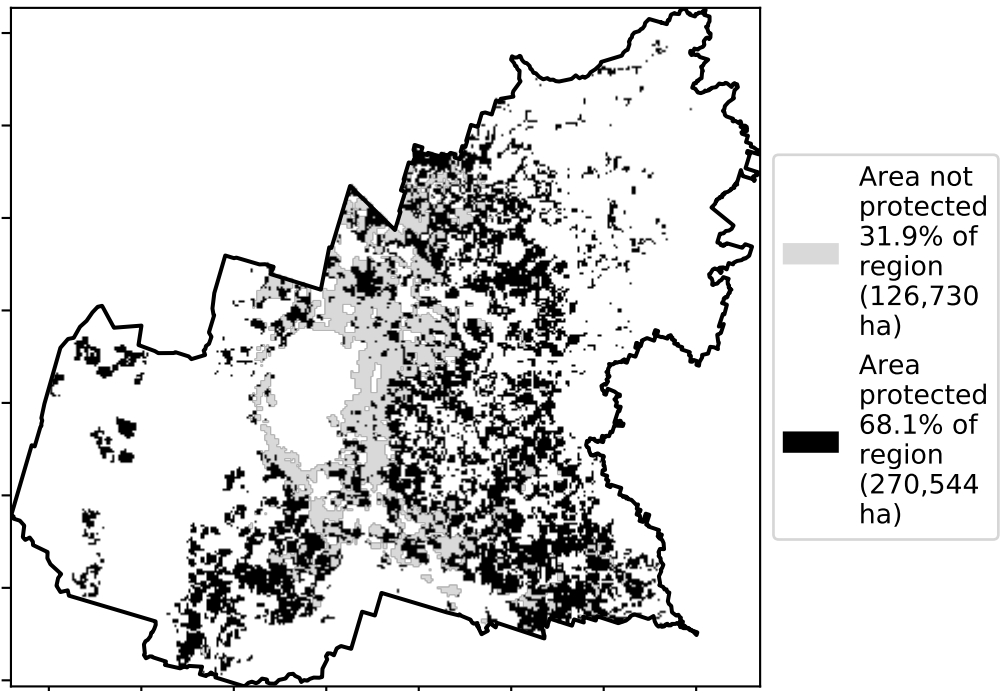 Area not
protected
31.9% of
region
(126,730
ha)
Area
protected
68.1% of
region
(270,544
ha)